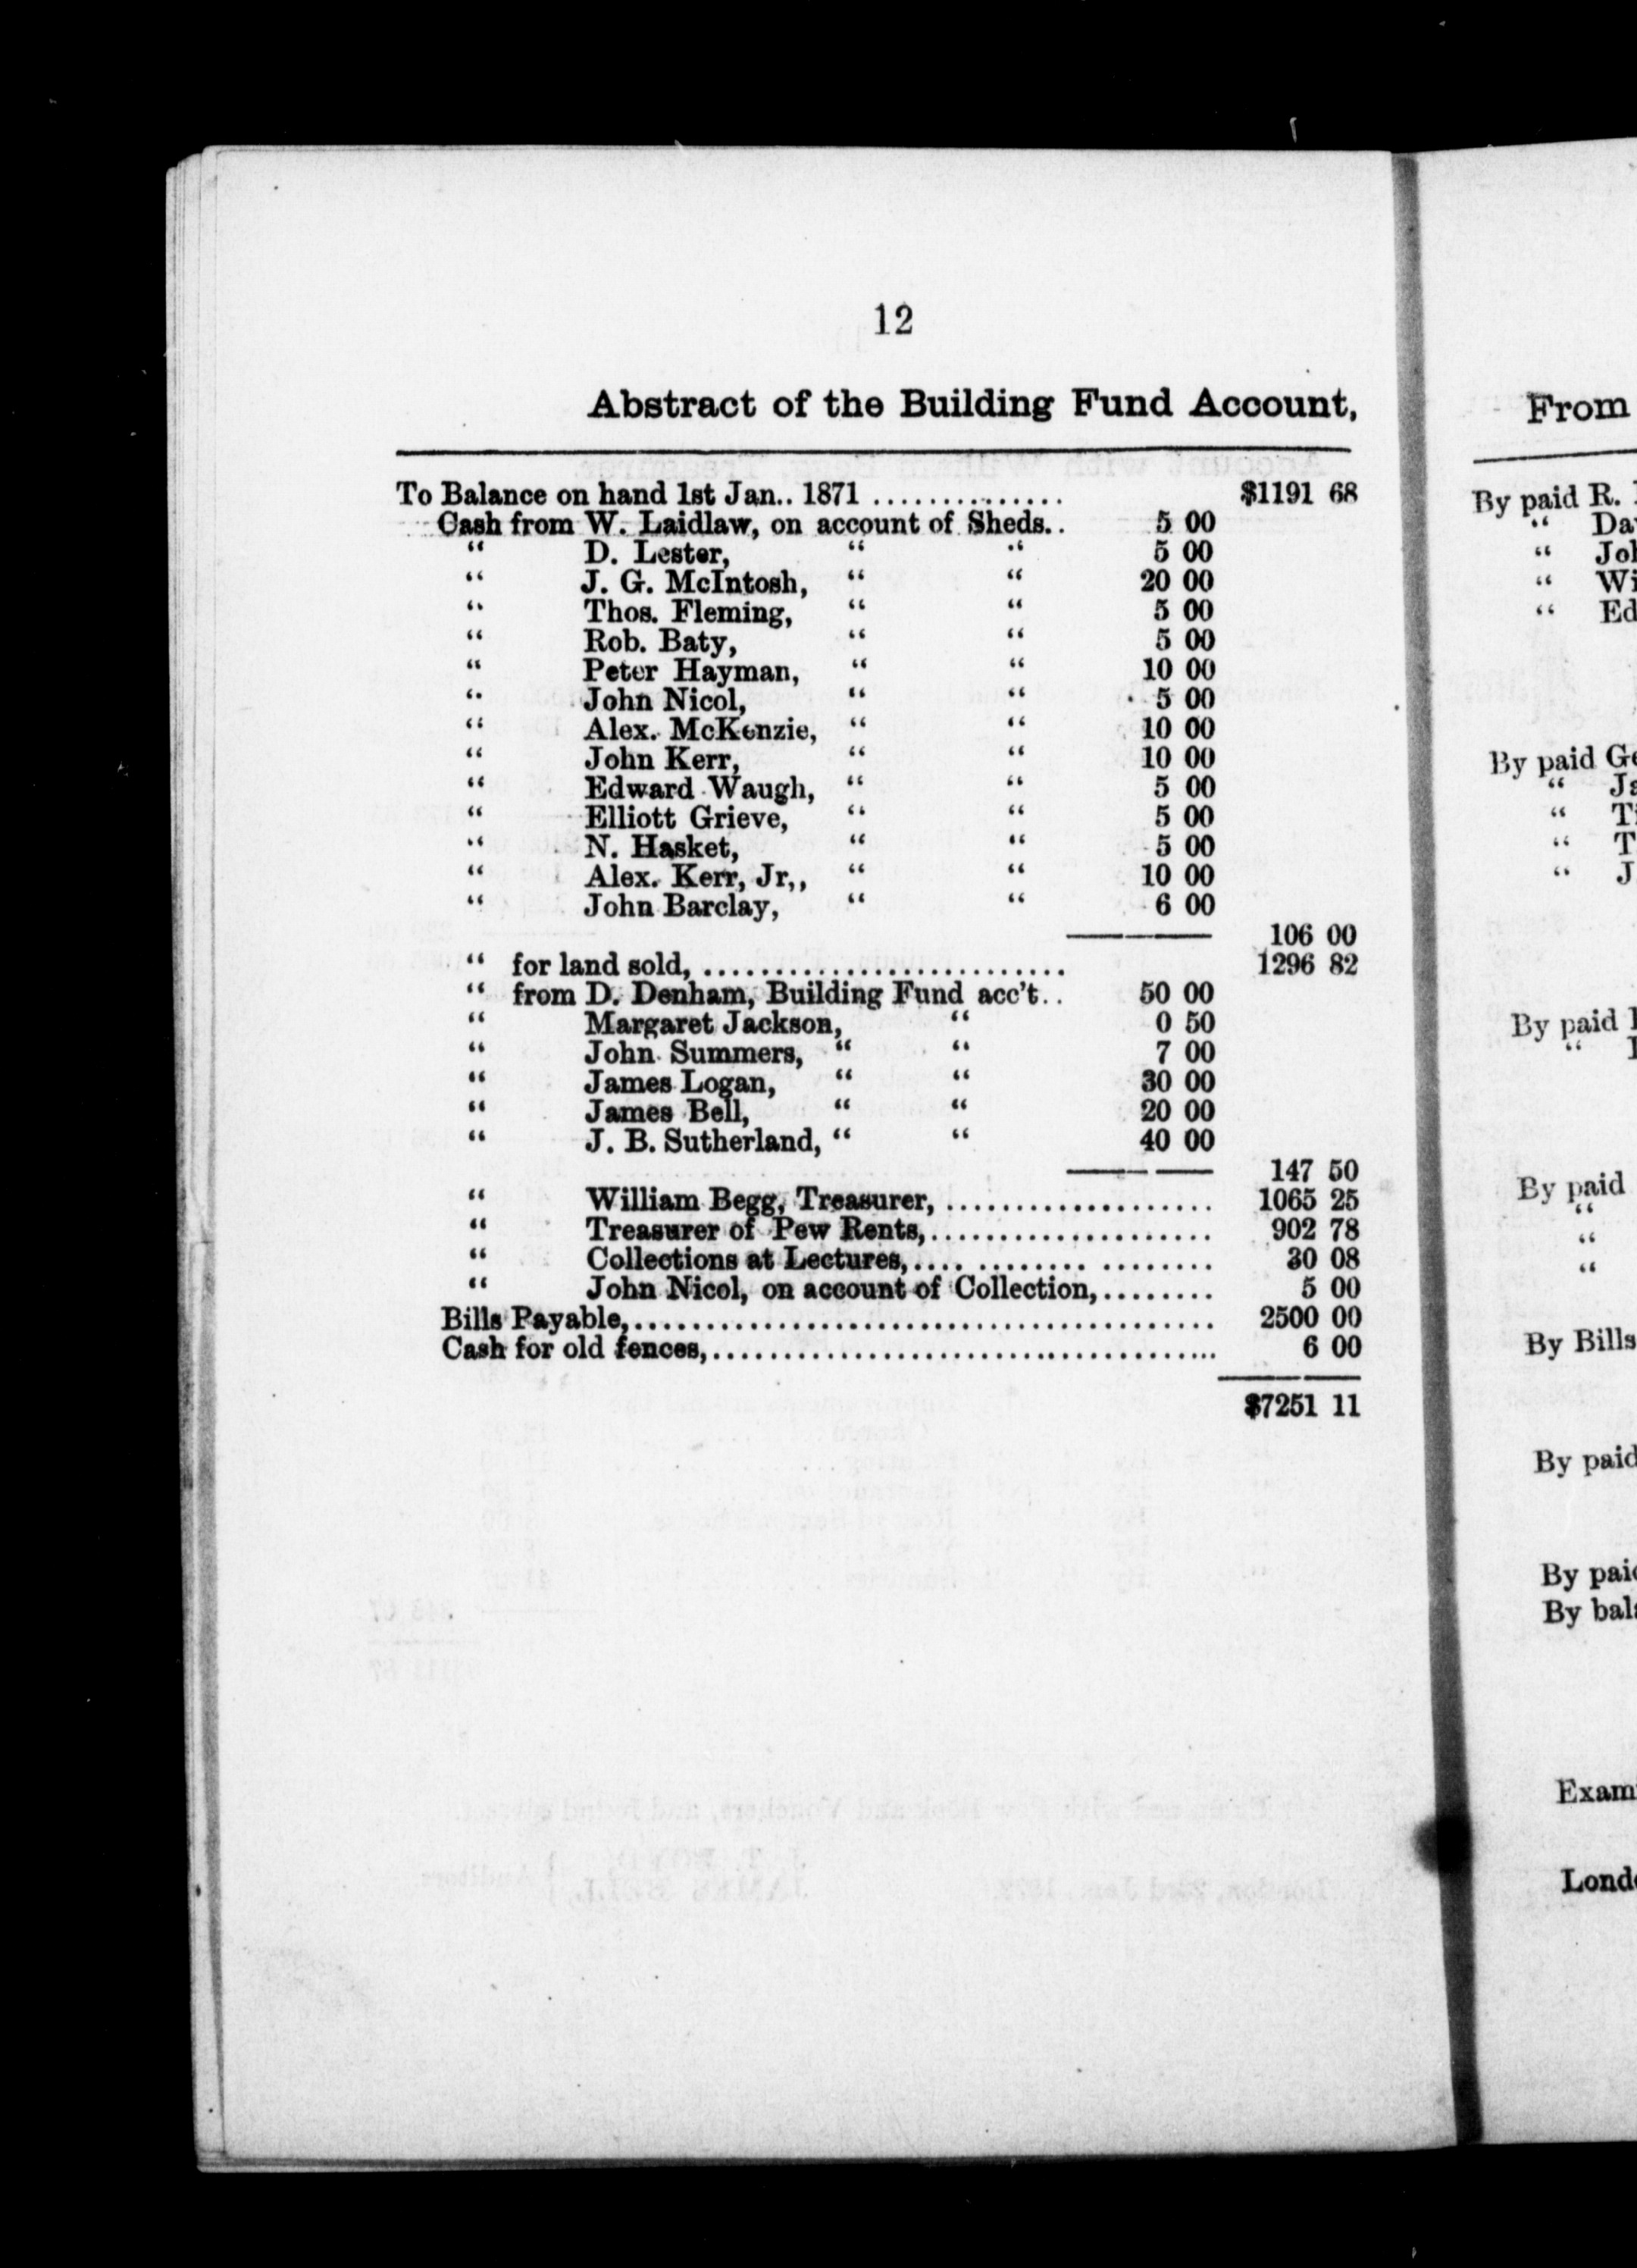 12
Abstract of the Building Fund Account,
To Balance on hand 1st Jan.. 1871 .............. $1191 68
Cash from W. Laidlaw, on account of Sheds.. 5 00
“ D. Lester, “ “ 5 00
“ J. G. McIntosh, “ “ 20 00
“ Thos. Fleming, “ “ 5 00
“ Rob. Baty, “ “ 5 00
“ Peter Hayman, “ “ 10 00
“ John Nicol, “ “ 5 00
“ Alex. McKenzie, “ “ 10 00
“ John Kerr, “ “ 10 00
“ Edward Waugh, “ “ 5 00
“ Elliott Grieve, “ “ 5 00
“ N. Hasket, “ “ 5 00
“ Alex. Kerr, Jr,, “ “ 10 00
“ John Barclay, “ “ 6 00
106 00
“ for land sold, .......................... 1296 82
“ from D. Denham, Building Fund acc't.. 50 00
“ Margaret Jackson, “ 0 50
“ John Summers, “ “ 7 00
“ James Logan, “ “ 30 00
“ James Bell, “ “ 20 00
“ J. B. Sutherland, “ “ 40 00
147 50
“ William Begg, Treasurer, ................... 1065 25
“ Treasurer of Pew Rents,.................... 902 78
“ Collections at Lectures,.... ........ ........ 30 08
“ John Nicol, on account of Collection,........ 5 00
Bills Payable,......................................... 2500 00
Cash for old fences,.................................... 6 00
$7251 11
From
By paid R.
“
“
“
“
By paid
“
“
“
“
By paid
“
By paid
“
“
“
By Bills
By paid
By
By